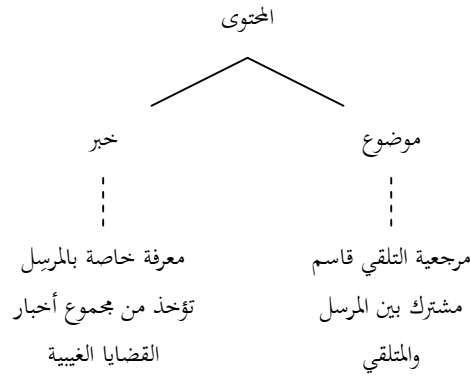 المحتوى
موضوع
خبر
مرجعية التلقي قاسم
مشترك بين المرسل
والمتلقي
معرفة خاصة بالمرسِل
تؤخذ من مجموع أخبار
القضايا الغيبية